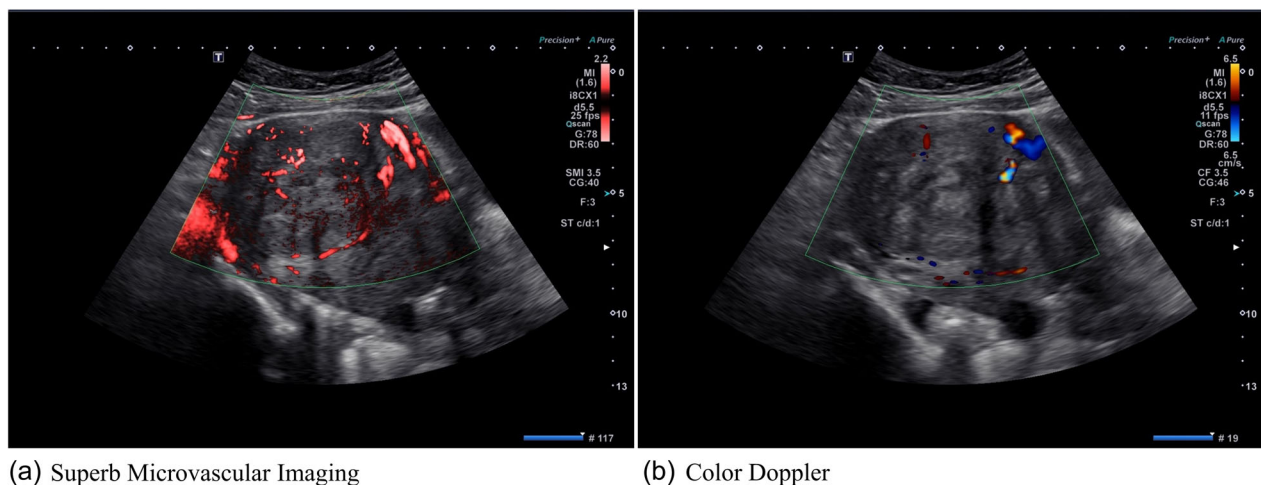 Precision+ A Pure
T
2.2
MI
(1.6)
i8CX1
d5.5
25 fps
Qscan
G:78
DR:60
SMI 3.5
CG:40
F:3
ST c/d:1
0
5
10
13
# 117
Precision+ A Pure
T
6.5
MI
(1.6)
i8CX1
d5.5
11 fps
Qscan
G:78
DR:60
6.5
cm/s
CF 3.5
CG:46
F:3
ST c/d:1
0
5
10
13
# 19
(a) Superb Microvascular Imaging
(b) Color Doppler